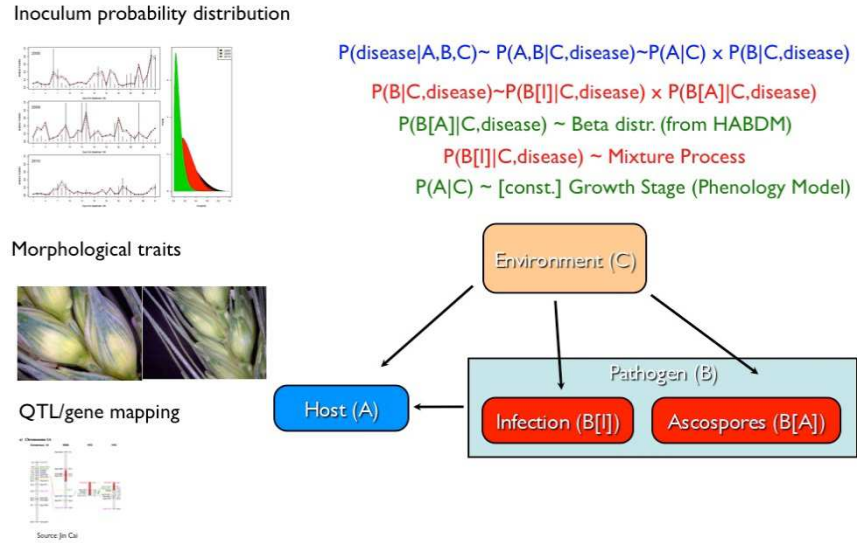 Inoculum probability distribution
P(disease|A,B,C)~ P(A,B|C,disease)~P(A|C) x P(B|C,disease)
P(B|C,disease)~P(B[I]|C,disease) x P(B[A]|C,disease)
P(B[A]|C,disease) ~ Beta distr. (from HABDM)
P(B[I]|C,disease) ~ Mixture Process
P(A|C) ~ [const.] Growth Stage (Phenology Model)
Morphological traits
Environment (C)
Pathogen (B)
Host (A)
Infection (B[I])
Ascospores (B[A])
QTL/gene mapping
Source: Jin Cai